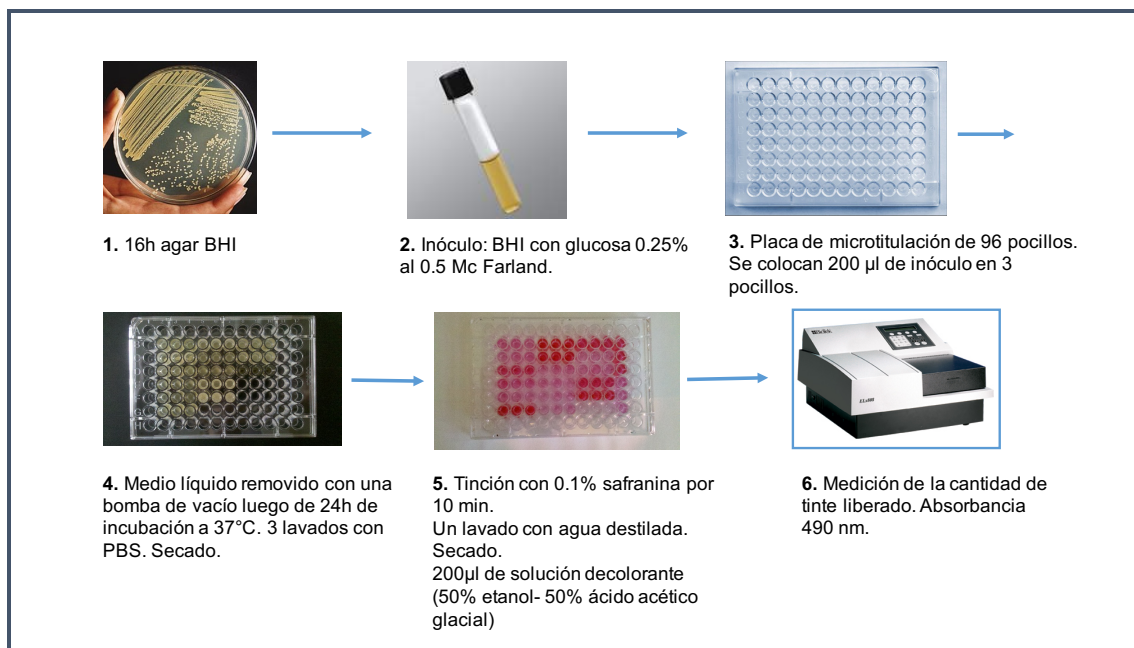 1. 16h agar BHI
2. Inóculo: BHI con glucosa 0.25%
al 0.5 Mc Farland.
3. Placa de microtitulación de 96 pocillos.
Se colocan 200 µl de inóculo en 3
pocillos.
4. Medio líquido removido con una
bomba de vacío luego de 24h de
incubación a 37°C. 3 lavados con
PBS. Secado.
5. Tinción con 0.1% safranina por
10 min.
Un lavado con agua destilada.
Secado.
200µl de solución decolorante
(50% etanol- 50% ácido acético
glacial)
6. Medición de la cantidad de
tinte liberado. Absorbancia
490 nm.